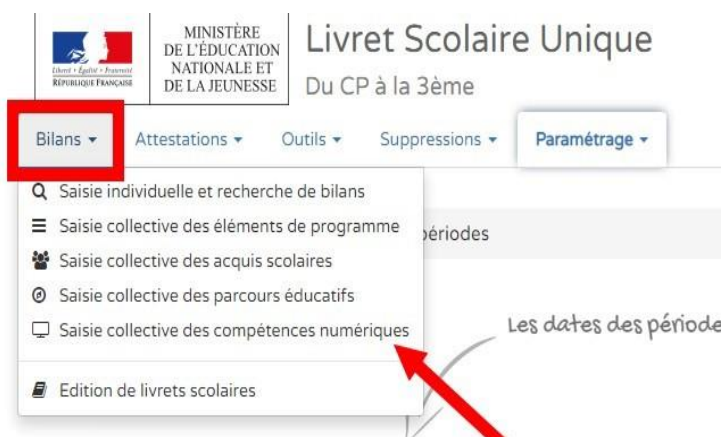 MINISTÈRE
DE L'ÉDUCATION
NATIONALE ET
DE LA JEUNESSE
Liberté • Égalité • Fraternité
RÉPUBLIQUE FRANÇAISE
Livret Scolaire Unique
Du CP à la 3ème
Bilans Attestations Outils Suppressions Paramétrage
Saisie individuelle et recherche de bilans
Saisie collective des éléments de programme
périodes
Saisie collective des acquis scolaires
Saisie collective des parcours éducatifs
Saisie collective des compétences numériques
Les dates des période
Edition de livrets scolaires